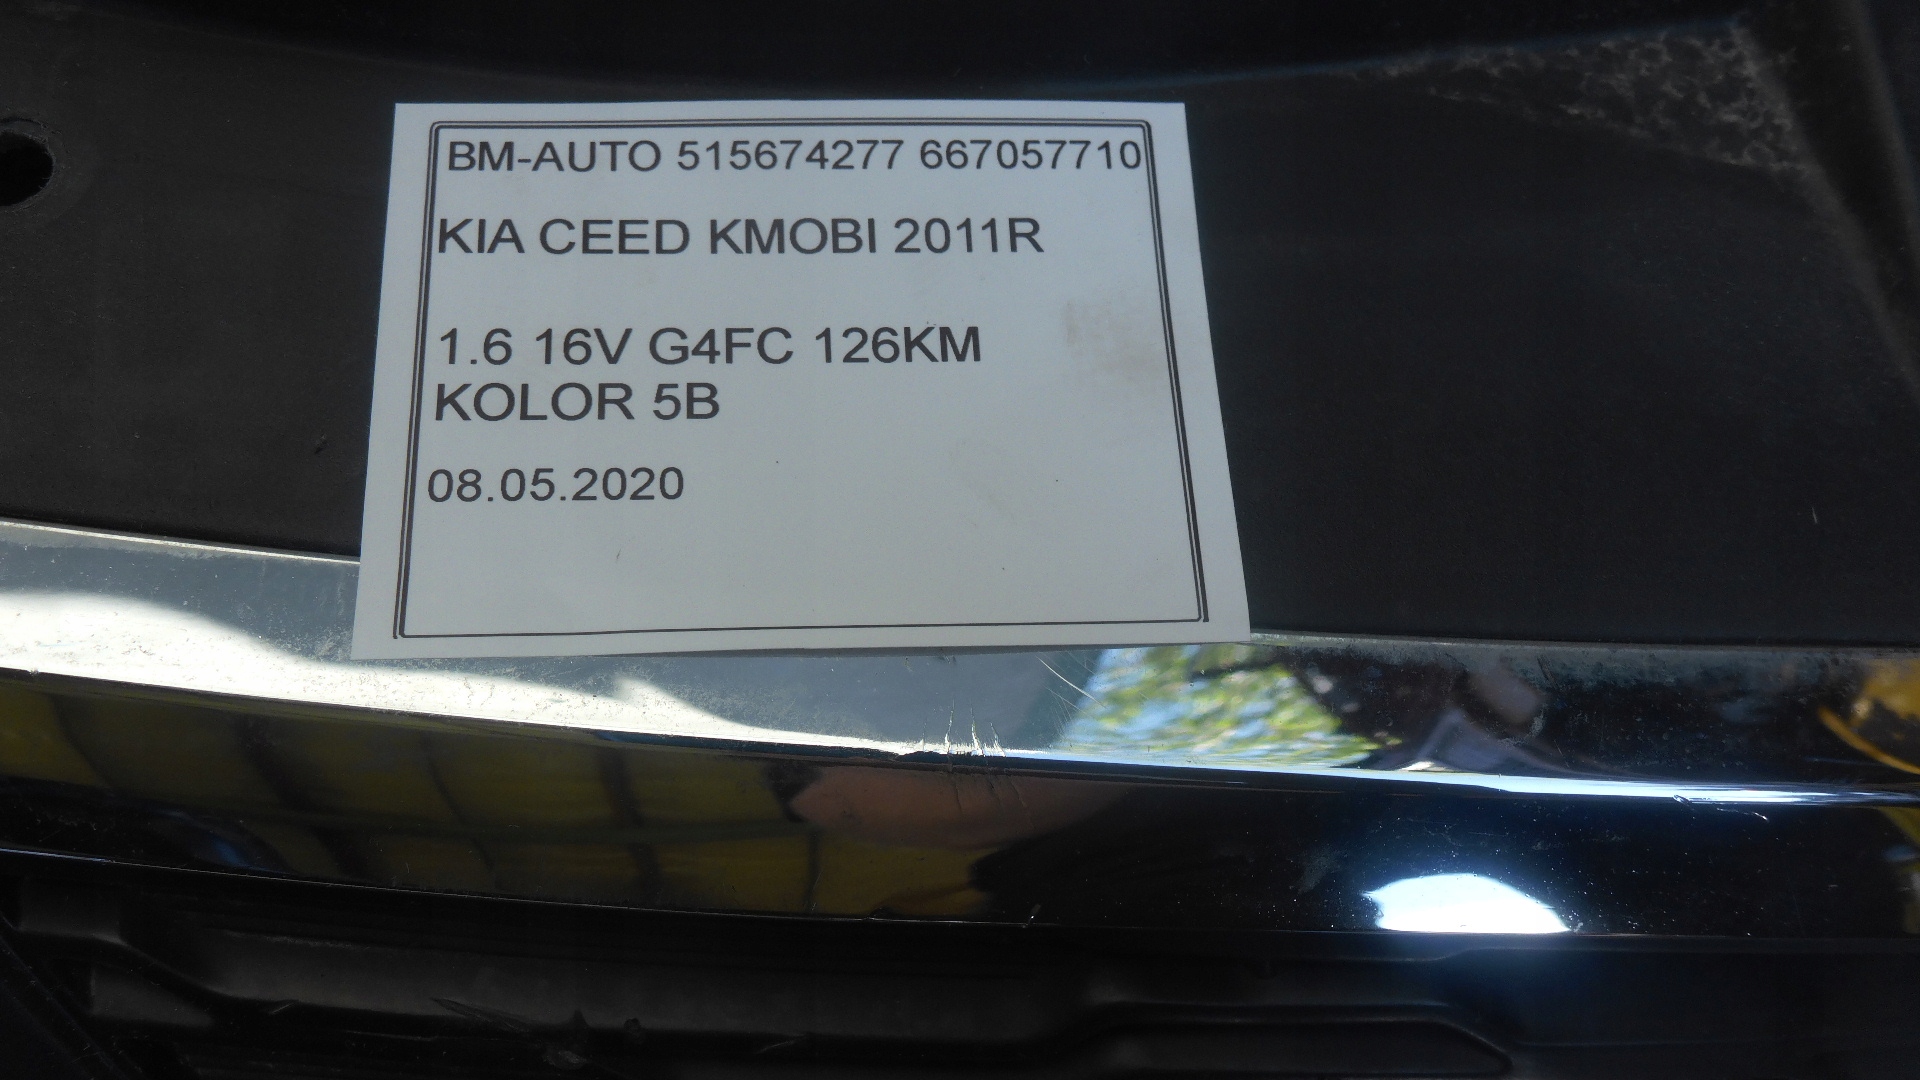 BM-AUTO 515674277 667057710
KIA CEED KMOBI 2011R
1.6 16V G4FC 126KM
KOLOR 5B
08.05.2020